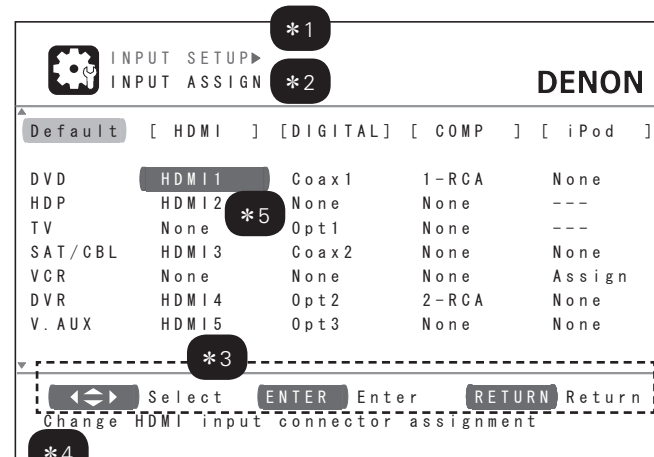 *1
INPUT SETUP▶
INPUT ASSIGN *2
DENON
Default [ HDMI ] [DIGITAL] [ COMP ] [ iPod ]
DVD HDMI1 Coax1 1-RCA None
HDP HDMI2 None None ---
*5
TV None Opt1 None ---
SAT/CBL HDMI3 Coax2 None None
VCR None None None Assign
DVR HDMI4 Opt2 2-RCA None
V.AUX HDMI5 Opt3 None None
*3
Select ENTER Enter RETURN Return
Change HDMI input connector assignment
*4